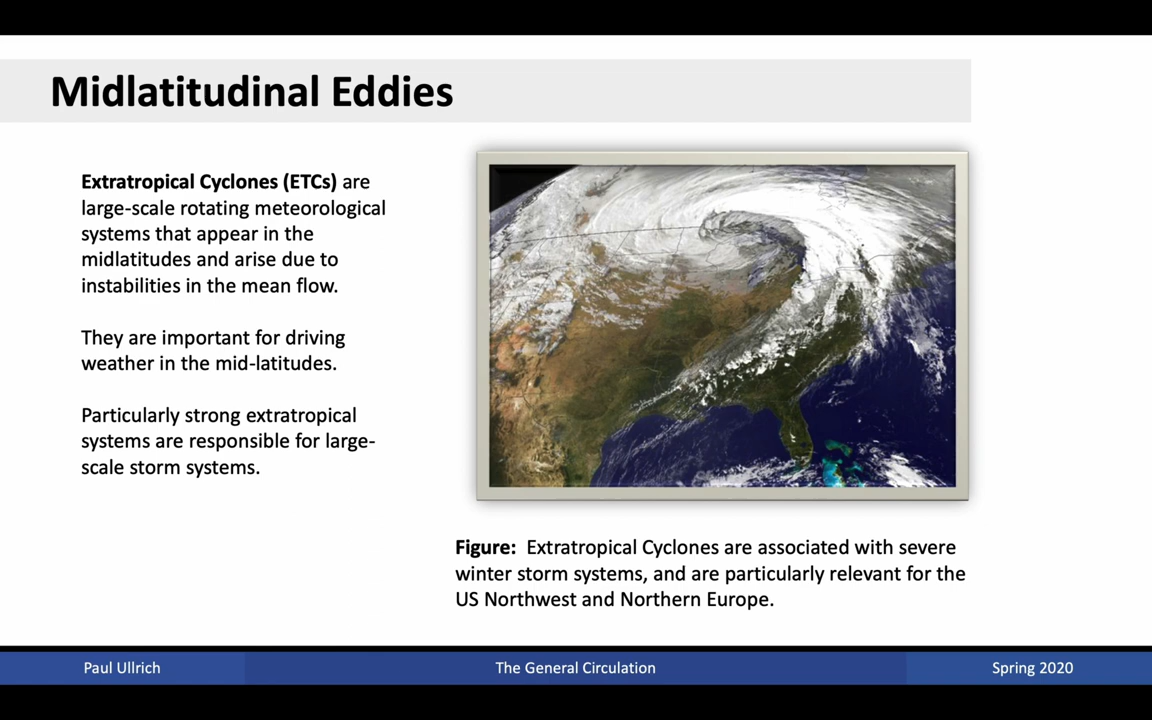 Midlatitudinal Eddies
Extratropical Cyclones (ETCs) are
large-scale rotating meteorological
systems that appear in the
midlatitudes and arise due to
instabilities in the mean flow.
They are important for driving
weather in the mid-latitudes.
Particularly strong extratropical
systems are responsible for large-
scale storm systems.
Figure: Extratropical Cyclones are associated with severe
winter storm systems, and are particularly relevant for the
US Northwest and Northern Europe.
Paul Ullrich
The General Circulation
Spring 2020